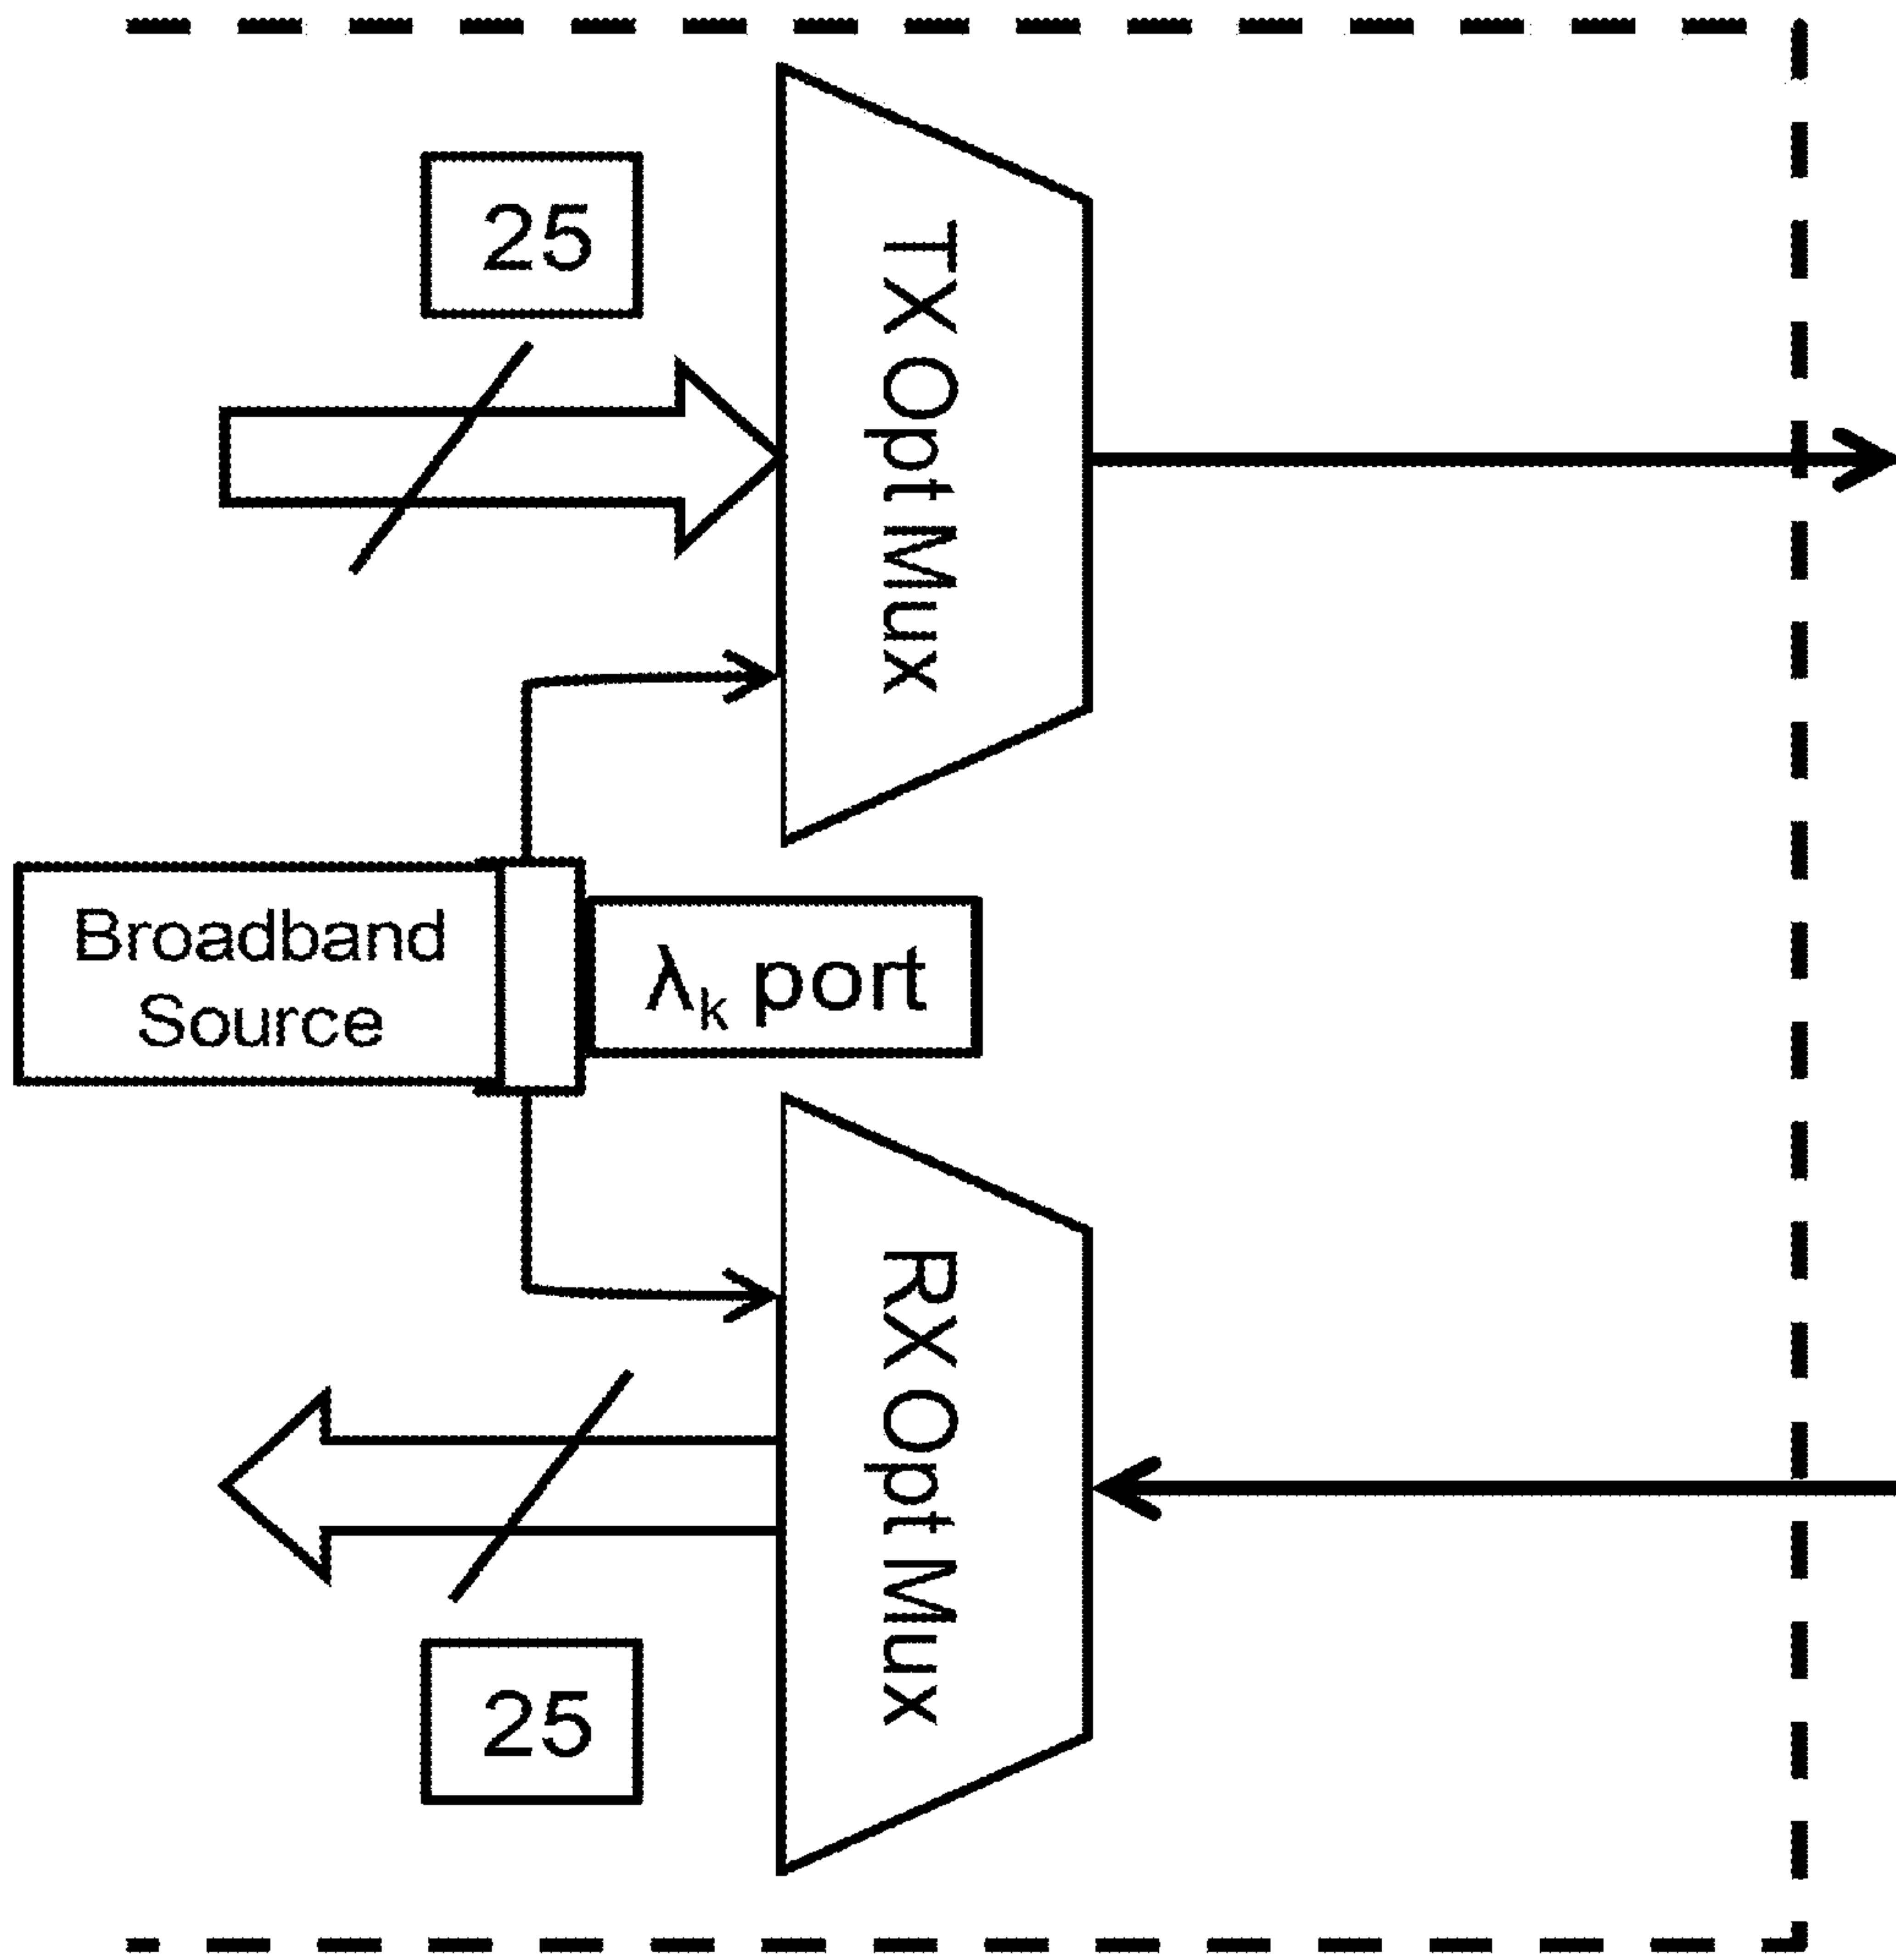 25
TX Opt Mux
Broadband
Source
λk port
RX Opt Mux
25